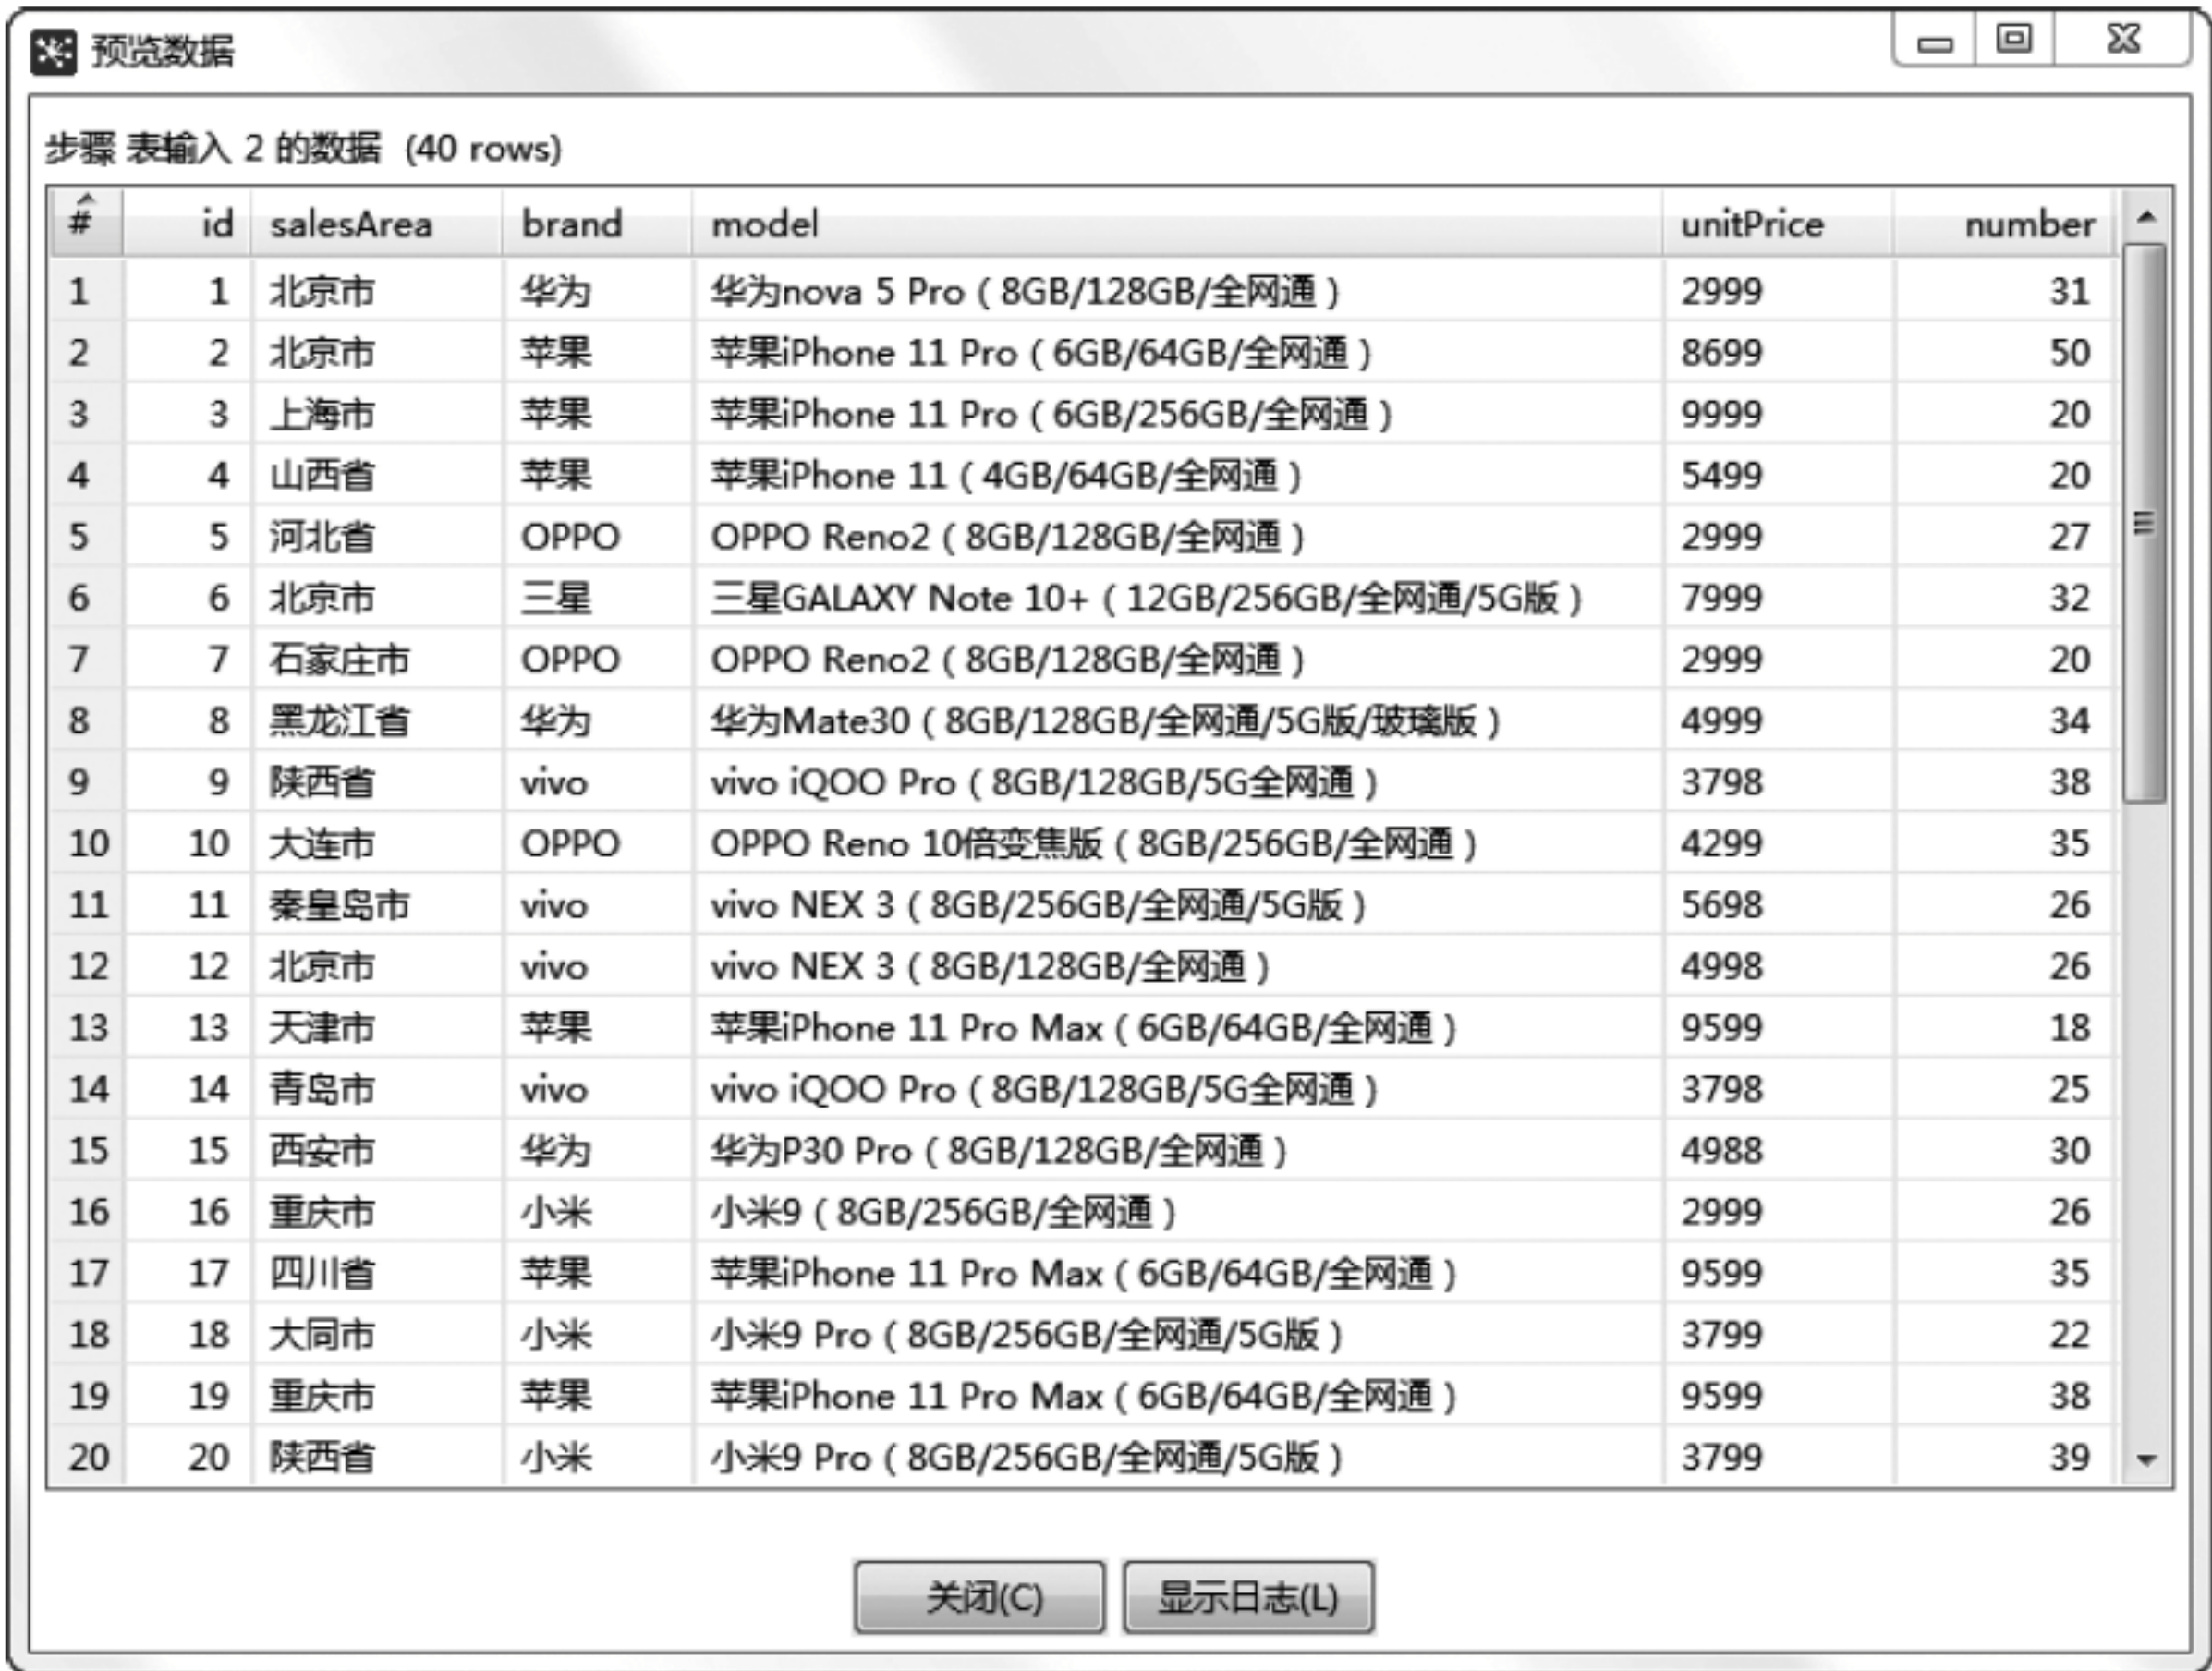 预览数据
步骤 表输入 2 的数据 (40 rows)
# id salesArea brand model unitPrice number
1 1 北京市 华为 华为nova 5 Pro（8GB/128GB/全网通） 2999 31
2 2 北京市 苹果 苹果iPhone 11 Pro（6GB/64GB/全网通） 8699 50
3 3 上海市 苹果 苹果iPhone 11 Pro（6GB/256GB/全网通） 9999 20
4 4 山西省 苹果 苹果iPhone 11（4GB/64GB/全网通） 5499 20
5 5 河北省 OPPO OPPO Reno2（8GB/128GB/全网通） 2999 27
6 6 北京市 三星 三星GALAXY Note 10+（12GB/256GB/全网通/5G版） 7999 32
7 7 石家庄市 OPPO OPPO Reno2（8GB/128GB/全网通） 2999 20
8 8 黑龙江省 华为 华为Mate30（8GB/128GB/全网通/5G版/玻璃版） 4999 34
9 9 陕西省 vivo vivo iQOO Pro（8GB/128GB/5G全网通） 3798 38
10 10 大连市 OPPO OPPO Reno 10倍变焦版（8GB/256GB/全网通） 4299 35
11 11 秦皇岛市 vivo vivo NEX 3（8GB/256GB/全网通/5G版） 5698 26
12 12 北京市 vivo vivo NEX 3（8GB/128GB/全网通） 4998 26
13 13 天津市 苹果 苹果iPhone 11 Pro Max（6GB/64GB/全网通） 9599 18
14 14 青岛市 vivo vivo iQOO Pro（8GB/128GB/5G全网通） 3798 25
15 15 西安市 华为 华为P30 Pro（8GB/128GB/全网通） 4988 30
16 16 重庆市 小米 小米9（8GB/256GB/全网通） 2999 26
17 17 四川省 苹果 苹果iPhone 11 Pro Max（6GB/64GB/全网通） 9599 35
18 18 大同市 小米 小米9 Pro（8GB/256GB/全网通/5G版） 3799 22
19 19 重庆市 苹果 苹果iPhone 11 Pro Max（6GB/64GB/全网通） 9599 38
20 20 陕西省 小米 小米9 Pro（8GB/256GB/全网通/5G版） 3799 39
关闭(C) 显示日志(L)